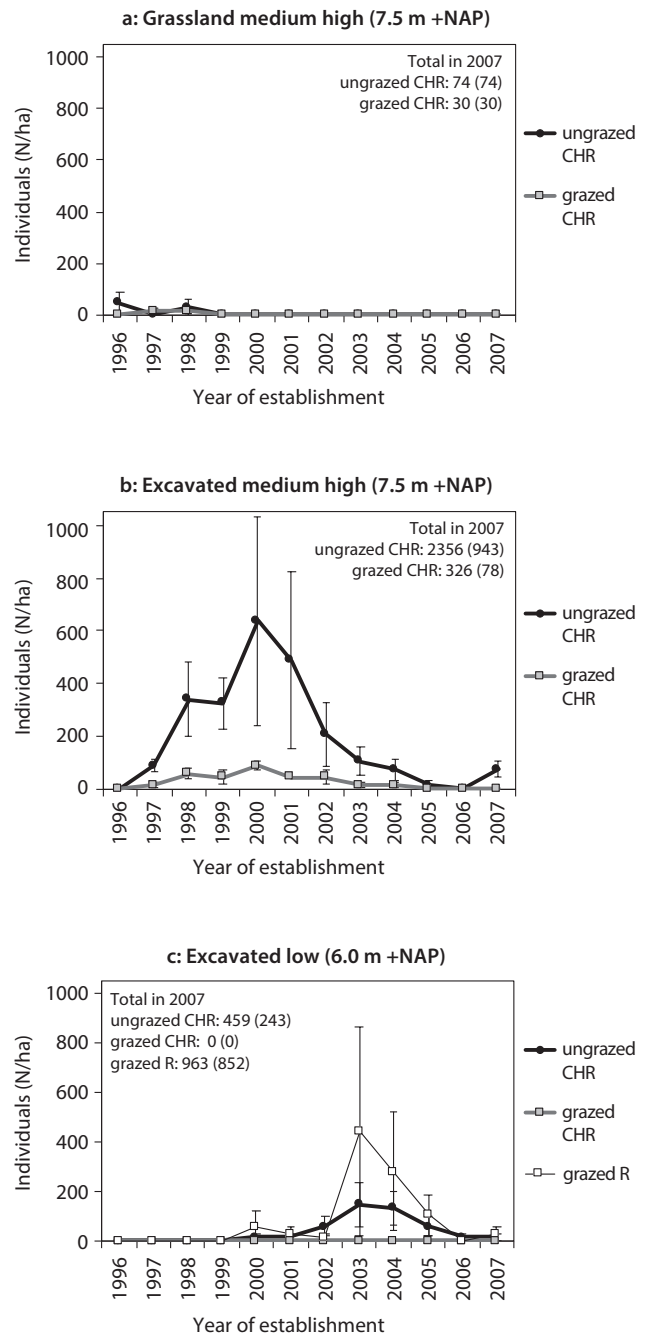 a: Grassland medium high (7.5 m +NAP)
Individuals (N/ha)
1000
800
600
400
200
0
Total in 2007
ungrazed CHR: 74 (74)
grazed CHR: 30 (30)
ungrazed
CHR
grazed
CHR
1996
1997
1998
1999
2000
2001
2002
2003
2004
2005
2006
2007
Year of establishment
b: Excavated medium high (7.5 m +NAP)
Individuals (N/ha)
1000
800
600
400
200
0
Total in 2007
ungrazed CHR: 2356 (943)
grazed CHR: 326 (78)
ungrazed
CHR
grazed
CHR
1996
1997
1998
1999
2000
2001
2002
2003
2004
2005
2006
2007
Year of establishment
c: Excavated low (6.0 m +NAP)
Individuals (N/ha)
1000
800
600
400
200
0
Total in 2007
ungrazed CHR: 459 (243)
grazed CHR: 0 (0)
grazed R: 963 (852)
ungrazed
CHR
grazed
CHR
grazed R
1996
1997
1998
1999
2000
2001
2002
2003
2004
2005
2006
2007
Year of establishment